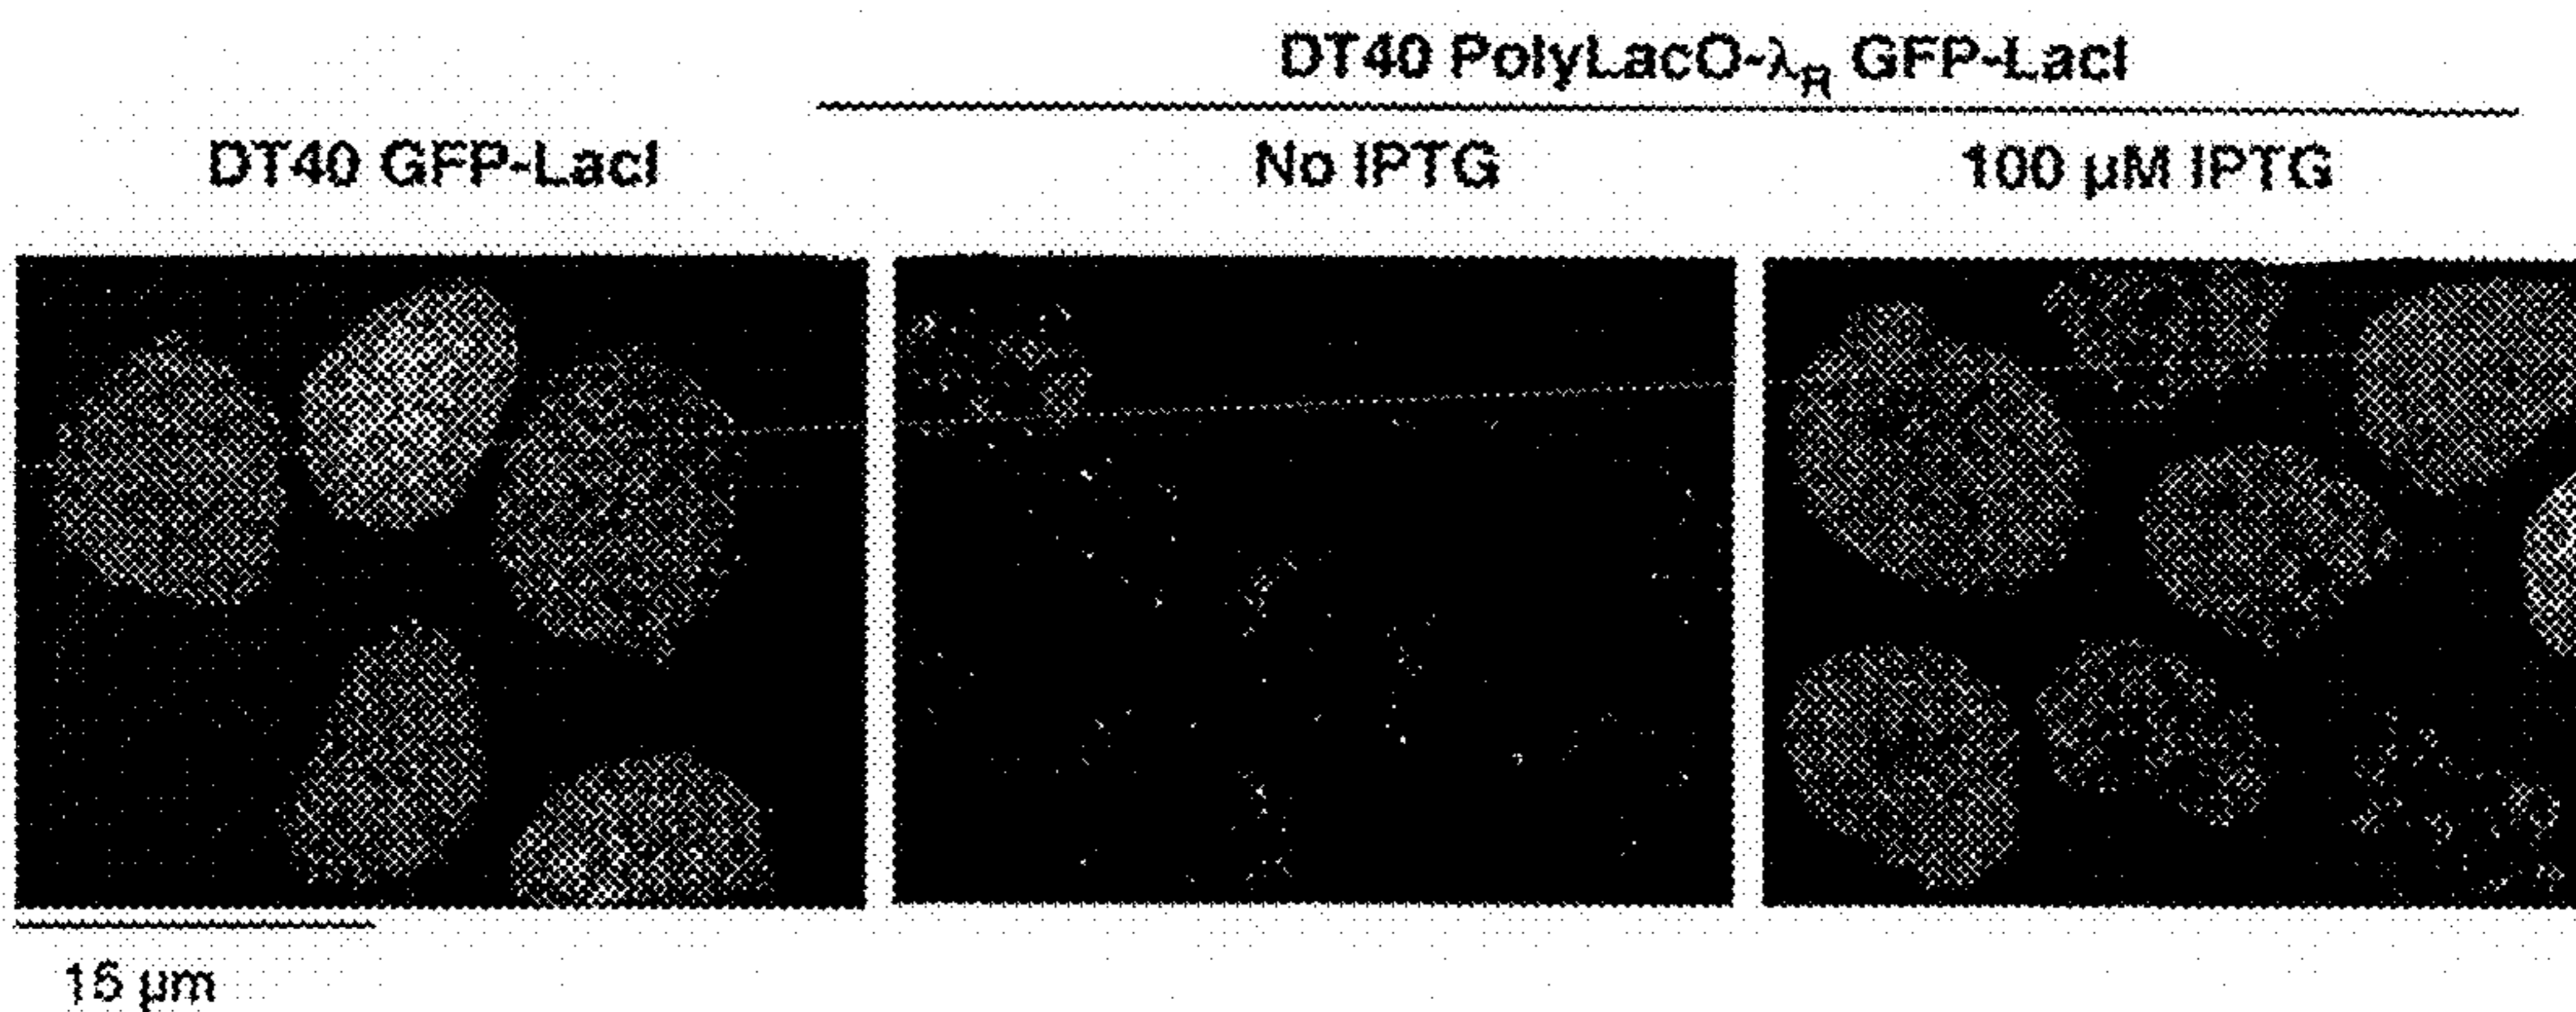 DT40 PolyLacO-λR GFP-LacI
DT40 GFP-LacI
No IPTG
100 µM IPTG
15 µm